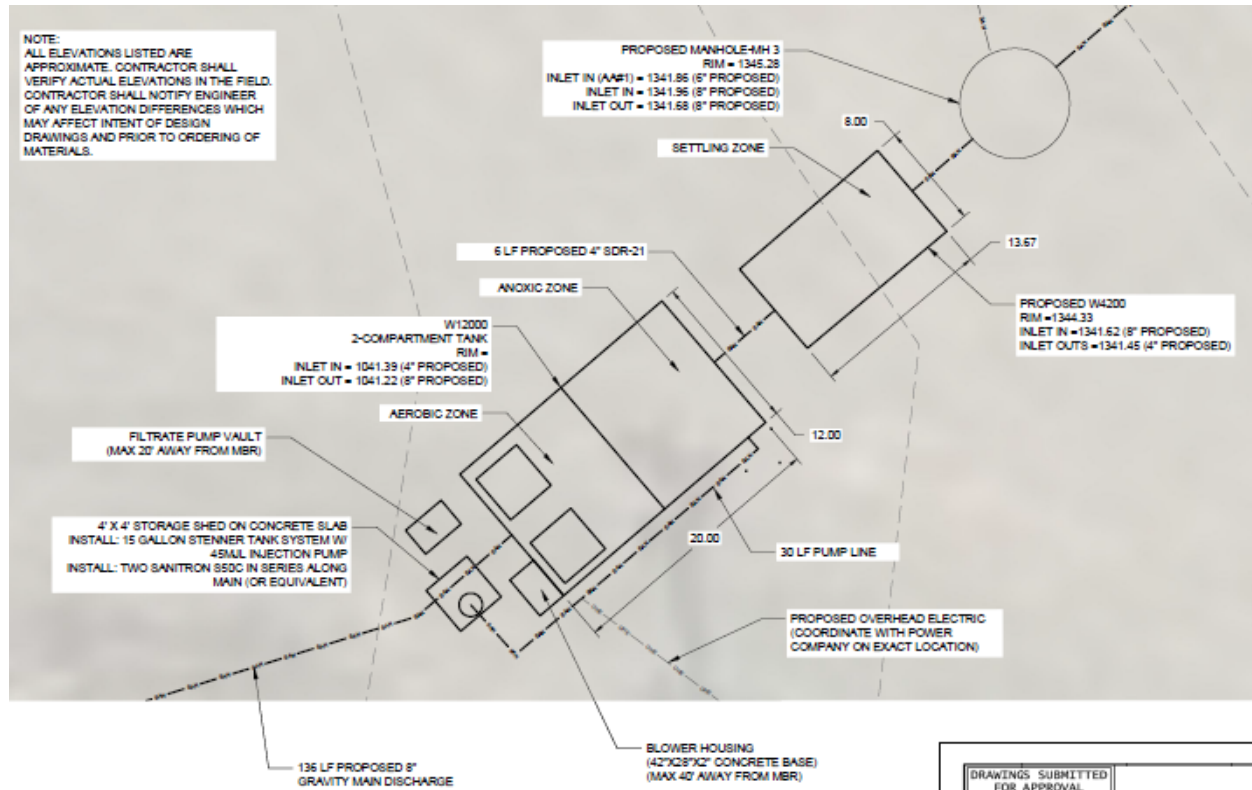 NOTE:
ALL ELEVATIONS LISTED ARE
APPROXIMATE. CONTRACTOR SHALL
VERIFY ACTUAL ELEVATIONS IN THE FIELD.
CONTRACTOR SHALL NOTIFY ENGINEER
OF ANY ELEVATION DIFFERENCES WHICH
MAY AFFECT INTENT OF DESIGN
DRAWINGS AND PRIOR TO ORDERING OF
MATERIALS.
PROPOSED MANHOLE-MH 3
RIM = 1345.28
INLET IN (AA#1) = 1341.86 (6" PROPOSED)
INLET IN = 1341.96 (8" PROPOSED)
INLET OUT = 1341.68 (8" PROPOSED)
8.00
SETTLING ZONE
13.67
6 LF PROPOSED 4" SDR-21
ANOXIC ZONE
PROPOSED W4200
RIM =1344.33
INLET IN =1341.62 (8" PROPOSED)
INLET OUTS =1341.45 (4" PROPOSED)
W12000
2-COMPARTMENT TANK
RIM =
INLET IN = 1041.39 (4" PROPOSED)
INLET OUT = 1041.22 (8" PROPOSED)
AEROBIC ZONE
12.00
FILTRATE PUMP VAULT
(MAX 20' AWAY FROM MBR)
4' X 4' STORAGE SHED ON CONCRETE SLAB
INSTALL: 15 GALLON STENNER TANK SYSTEM W/
45MJL INJECTION PUMP
INSTALL: TWO SANITRON S50C IN SERIES ALONG
MAIN (OR EQUIVALENT)
20.00
30 LF PUMP LINE
PROPOSED OVERHEAD ELECTRIC
(COORDINATE WITH POWER
COMPANY ON EXACT LOCATION)
136 LF PROPOSED 8"
GRAVITY MAIN DISCHARGE
BLOWER HOUSING
(42"X28"X2" CONCRETE BASE)
(MAX 40' AWAY FROM MBR)
DRAWINGS SUBMITTED
FOR APPROVAL